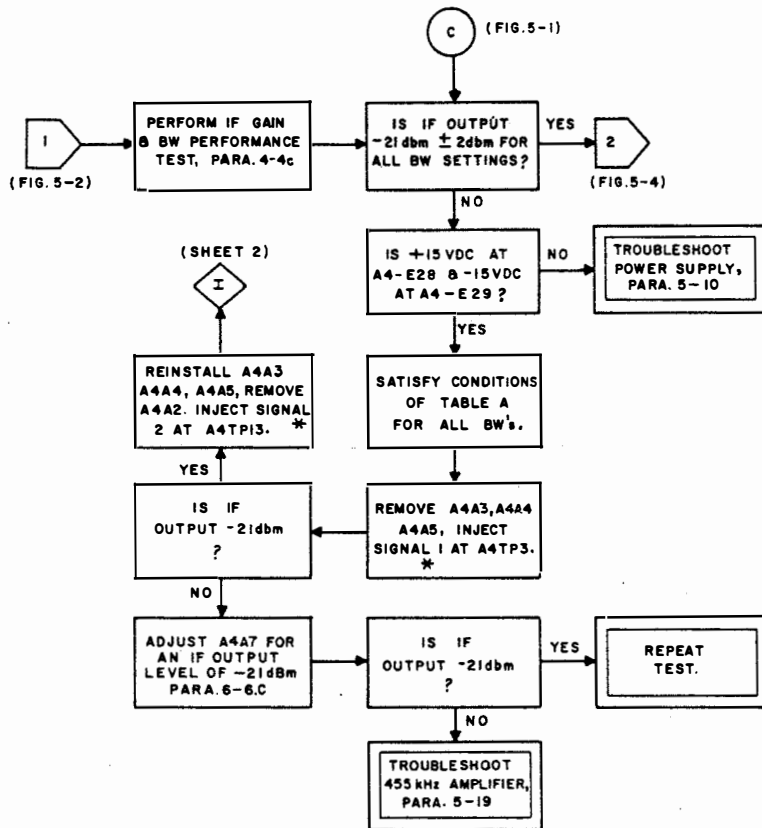 C
(FIG.5-1)
1
(FIG.5-2)
PERFORM IF GAIN
& BW PERFORMANCE
TEST, PARA. 4-4c
IS IF OUTPUT
-21dbm ± 2dbm FOR
ALL BW SETTINGS?
YES
2
(FIG.5-4)
NO
IS +15 VDC AT
A4-E28 & -15VDC
AT A4-E29 ?
NO
TROUBLESHOOT
POWER SUPPLY,
PARA. 5-10
YES
(SHEET 2)
I
REINSTALL A4A3
A4A4, A4A5, REMOVE
A4A2. INJECT SIGNAL
2 AT A4TP13. *
SATISFY CONDITIONS
OF TABLE A
FOR ALL BW's.
YES
IS IF
OUTPUT -21dbm
?
REMOVE A4A3,A4A4
A4A5, INJECT
SIGNAL 1 AT A4TP3.
*
NO
ADJUST A4A7 FOR
AN IF OUTPUT
LEVEL OF -21dBm
PARA. 6-6.C
IS IF
OUTPUT -21dbm
?
YES
REPEAT
TEST.
NO
TROUBLESHOOT
455kHz AMPLIFIER,
PARA. 5-19